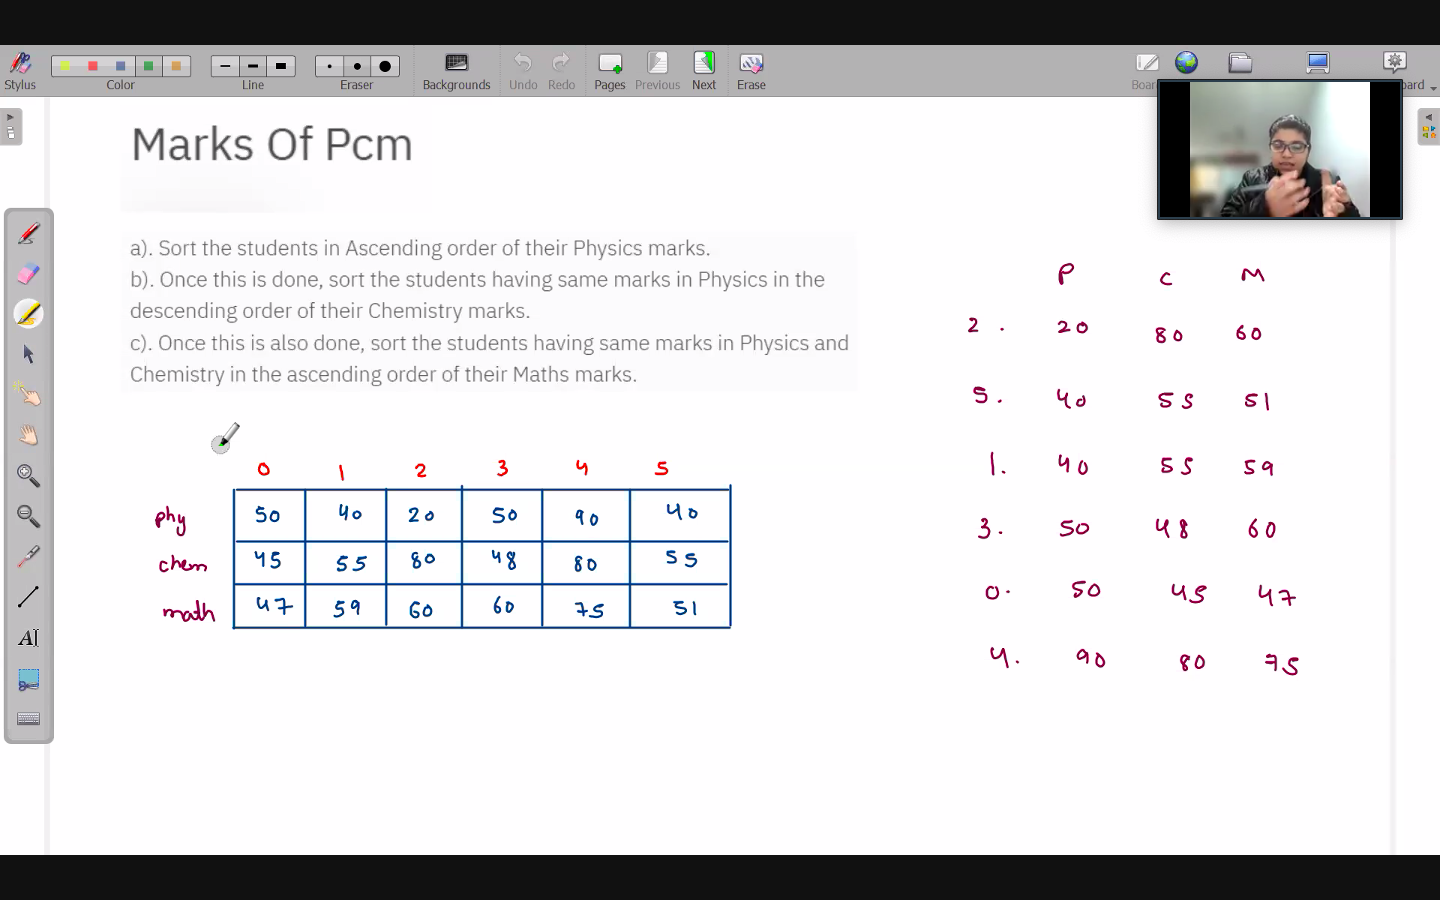 Stylus Color Line Eraser Backgrounds Undo Redo Pages Previous Next Erase
Marks Of Pcm
a). Sort the students in Ascending order of their Physics marks.
b). Once this is done, sort the students having same marks in Physics in the
descending order of their Chemistry marks.
c). Once this is also done, sort the students having same marks in Physics and
Chemistry in the ascending order of their Maths marks.
0 1 2 3 4 5
phy 50 40 20 50 90 40
chem 45 55 80 48 80 55
math 47 59 60 60 75 51
P C M
2. 20 80 60
5. 40 55 51
1. 40 55 59
3. 50 48 60
0. 50 45 47
4. 90 80 75